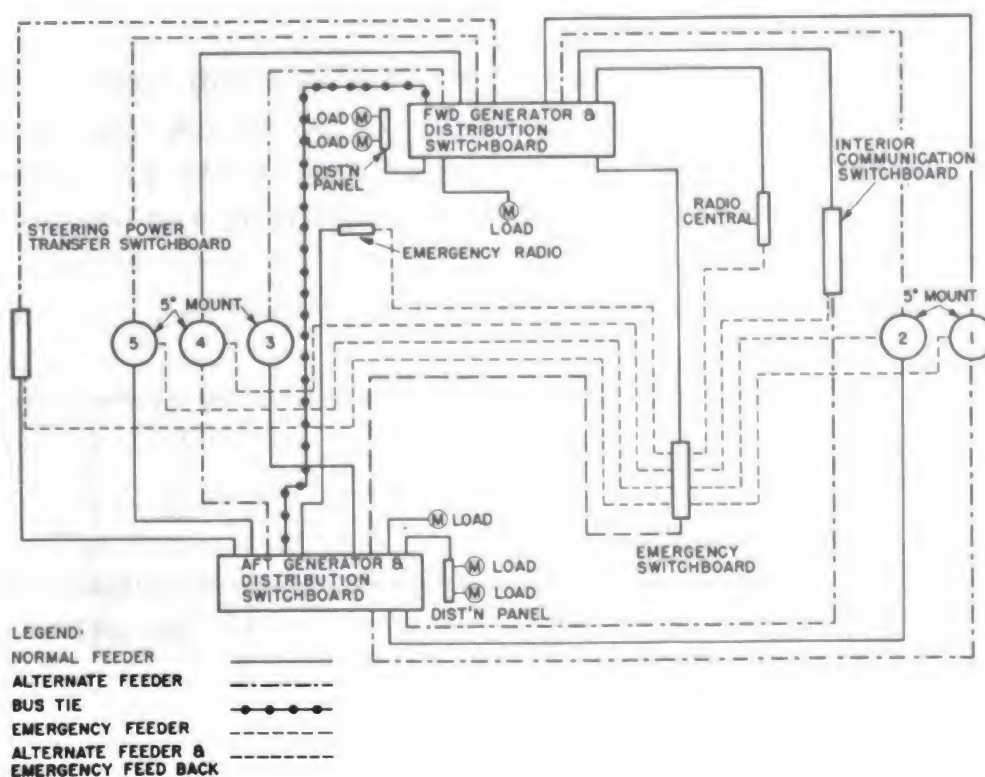 FWD GENERATOR &
DISTRIBUTION
SWITCHBOARD
LOAD M
LOAD M
DIST'N
PANEL
M
LOAD
INTERIOR
COMMUNICATION
SWITCHBOARD
RADIO
CENTRAL
STEERING POWER
TRANSFER SWITCHBOARD
EMERGENCY RADIO
5" MOUNT
5" MOUNT
5
4
3
2
1
M LOAD
EMERGENCY
SWITCHBOARD
AFT GENERATOR &
DISTRIBUTION
SWITCHBOARD
M LOAD
M LOAD
DIST'N PANEL
LEGEND:
NORMAL FEEDER
ALTERNATE FEEDER
BUS TIE
EMERGENCY FEEDER
ALTERNATE FEEDER &
EMERGENCY FEED BACK